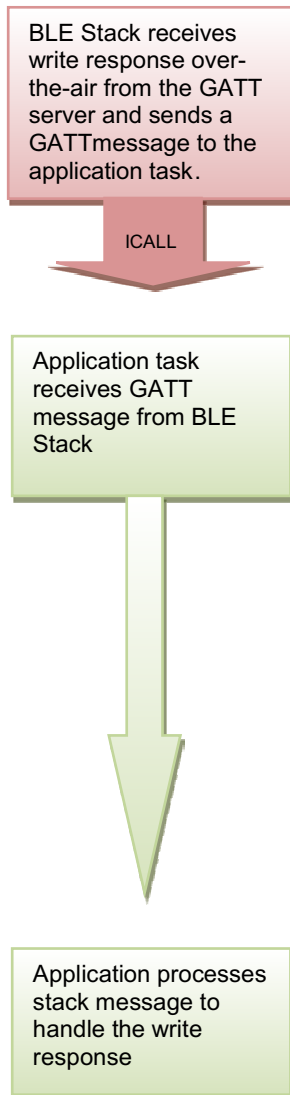 BLE Stack receives
write response over-
the-air from the GATT
server and sends a
GATTmessage to the
application task.
ICALL
Application task
receives GATT
message from BLE
Stack
Application processes
stack message to
handle the write
response